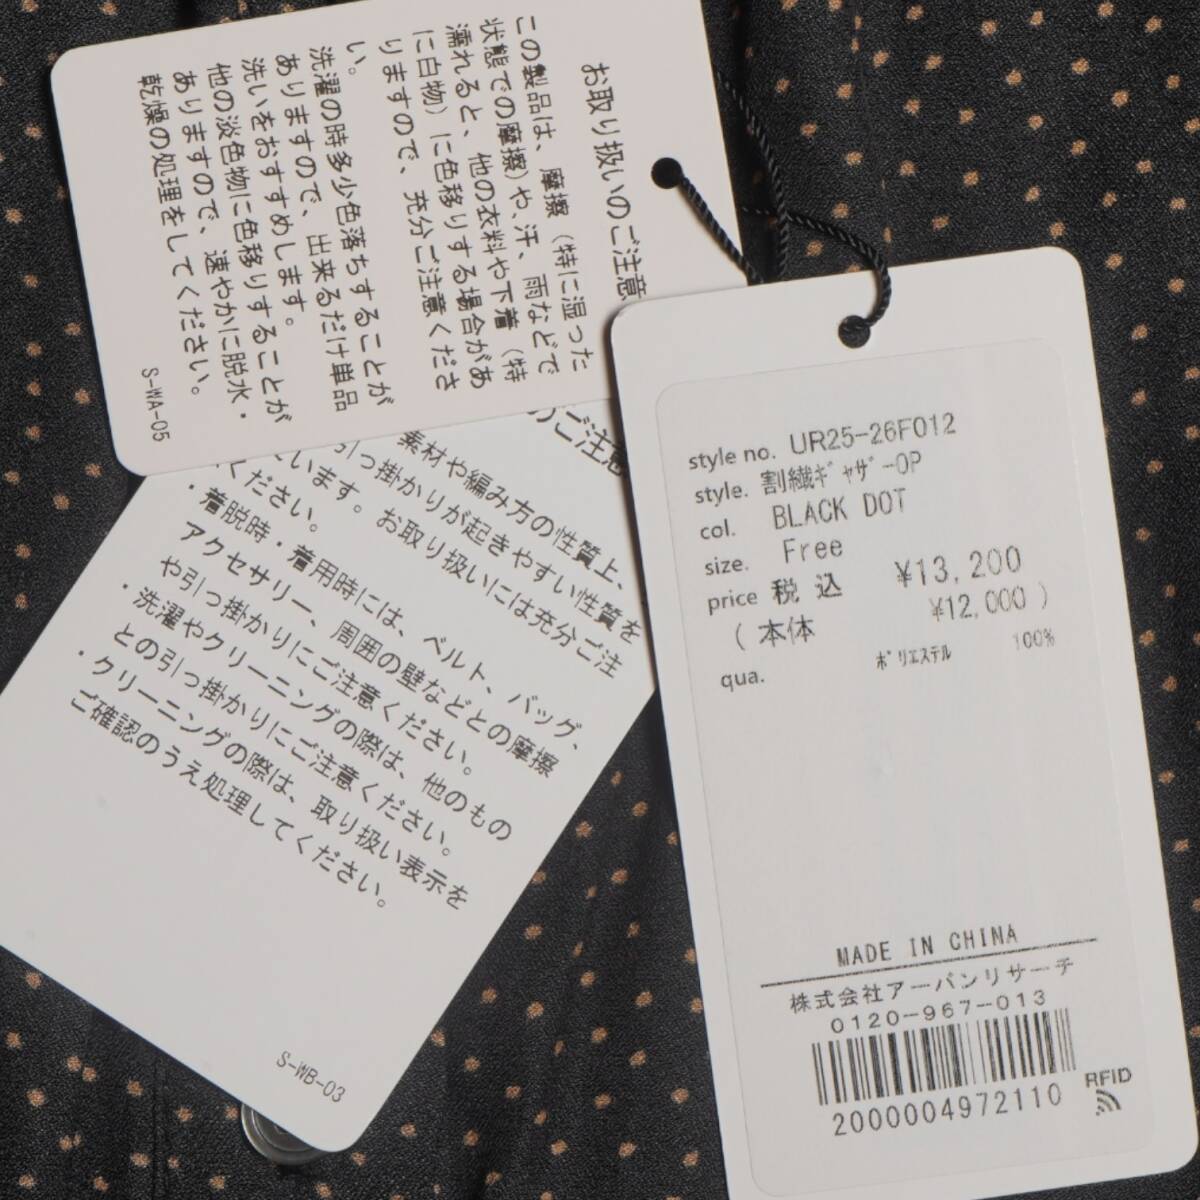 お取り扱いのご注意
この製品は、摩擦（特に湿った
状態での摩擦）や、汗、雨などで
濡れると、他の衣料や下着（特
に白物）に色移りする場合があ
りますので、充分ご注意くださ
い。
洗濯の時多少色落ちすることが
ありますので、出来るだけ単品
洗いをおすすめします。
他の淡色物に色移りすることが
ありますので、速やかに脱水・
乾燥の処理をしてください。
S-WA-05
のご注意
素材や編み方の性質上、
引っ掛かりが起きやすい性質を
ています。お取り扱いには充分ご注
ください。
・着脱時・着用時には、ベルト、バッグ、
アクセサリー、周囲の壁などとの摩擦
や引っ掛かりにご注意ください。
・洗濯やクリーニングの際は、他のもの
との引っ掛かりにご注意ください。
・クリーニングの際は、取り扱い表示を
ご確認のうえ処理してください。
S-WB-03
style no. UR25-26F012
style. 割繊ｷﾞｬｻﾞｰOP
col. BLACK DOT
size. Free
price 税込 ¥13,200
（本体 ¥12,000）
qua. ﾎﾟﾘｴｽﾃﾙ 100%
MADE IN CHINA
株式会社アーバンリサーチ
0120-967-013
2000004972110
RFID